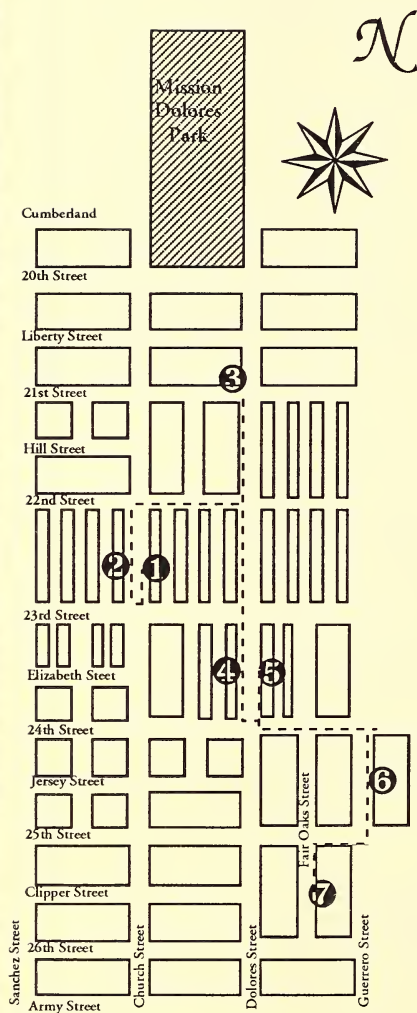 N
Mission
Dolores
Park
Cumberland
20th Street
Liberty Street
3
21st Street
Hill Street
22nd Street
2
1
23rd Street
4
5
Elizabeth Steet
24th Street
6
Jersey Street
25th Street
Fair Oaks Street
7
Clipper Street
26th Street
Sanchez Street
Church Street
Dolores Street
Guerrero Street
Army Street